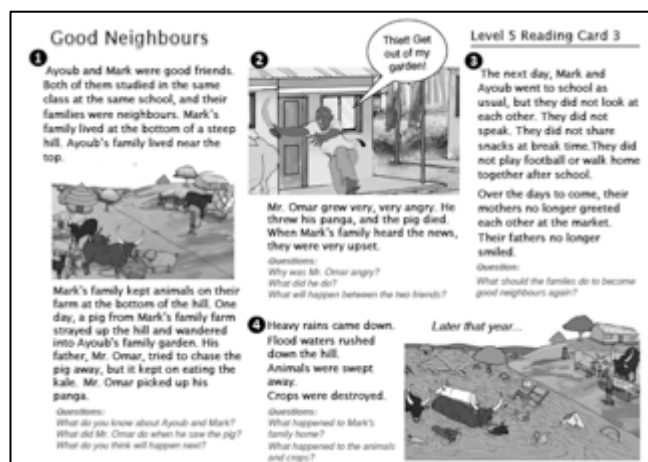 Good Neighbours
Level 5 Reading Card 3
1
Ayoub and Mark were good friends.
Both of them studied in the same
class at the same school, and their
families were neighbours. Mark's
family lived at the bottom of a steep
hill. Ayoub's family lived near the
top.
Mark's family kept animals on their
farm at the bottom of the hill. One
day, a pig from Mark's family farm
strayed up the hill and wandered
into Ayoub's family garden. His
father, Mr. Omar, tried to chase the
pig away, but it kept on eating the
kale. Mr. Omar picked up his
panga.
Questions:
What do you know about Ayoub and Mark?
What did Mr. Omar do when he saw the pig?
What do you think will happen next?
2
Thief! Get
out of my
garden!
Mr. Omar grew very, very angry. He
threw his panga, and the pig died.
When Mark's family heard the news,
they were very upset.
Questions:
Why was Mr. Omar angry?
What did he do?
What will happen between the two friends?
3
The next day, Mark and
Ayoub went to school as
usual, but they did not look at
each other. They did not
speak. They did not share
snacks at break time.They did
not play football or walk home
together after school.
Over the days to come, their
mothers no longer greeted
each other at the market.
Their fathers no longer
smiled.
Question:
What should the families do to become
good neighbours again?
4
Heavy rains came down.
Flood waters rushed
down the hill.
Animals were swept
away.
Crops were destroyed.
Questions:
What happened to Mark's
family home?
What happened to the animals
and crops?
Later that year...